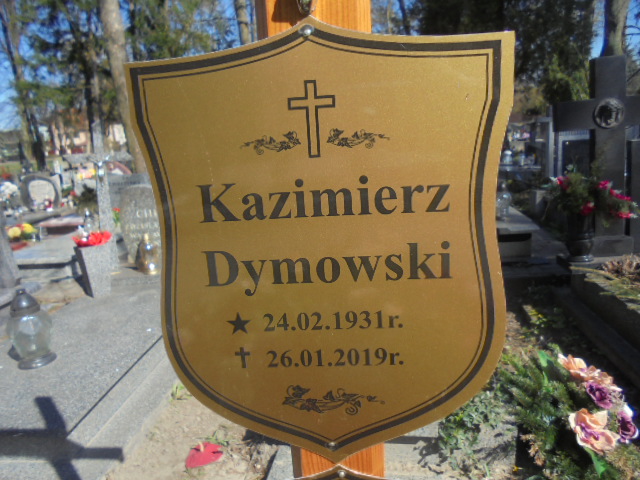 Kazimierz
Dymowski
★ 24.02.1931r.
✝ 26.01.2019r.